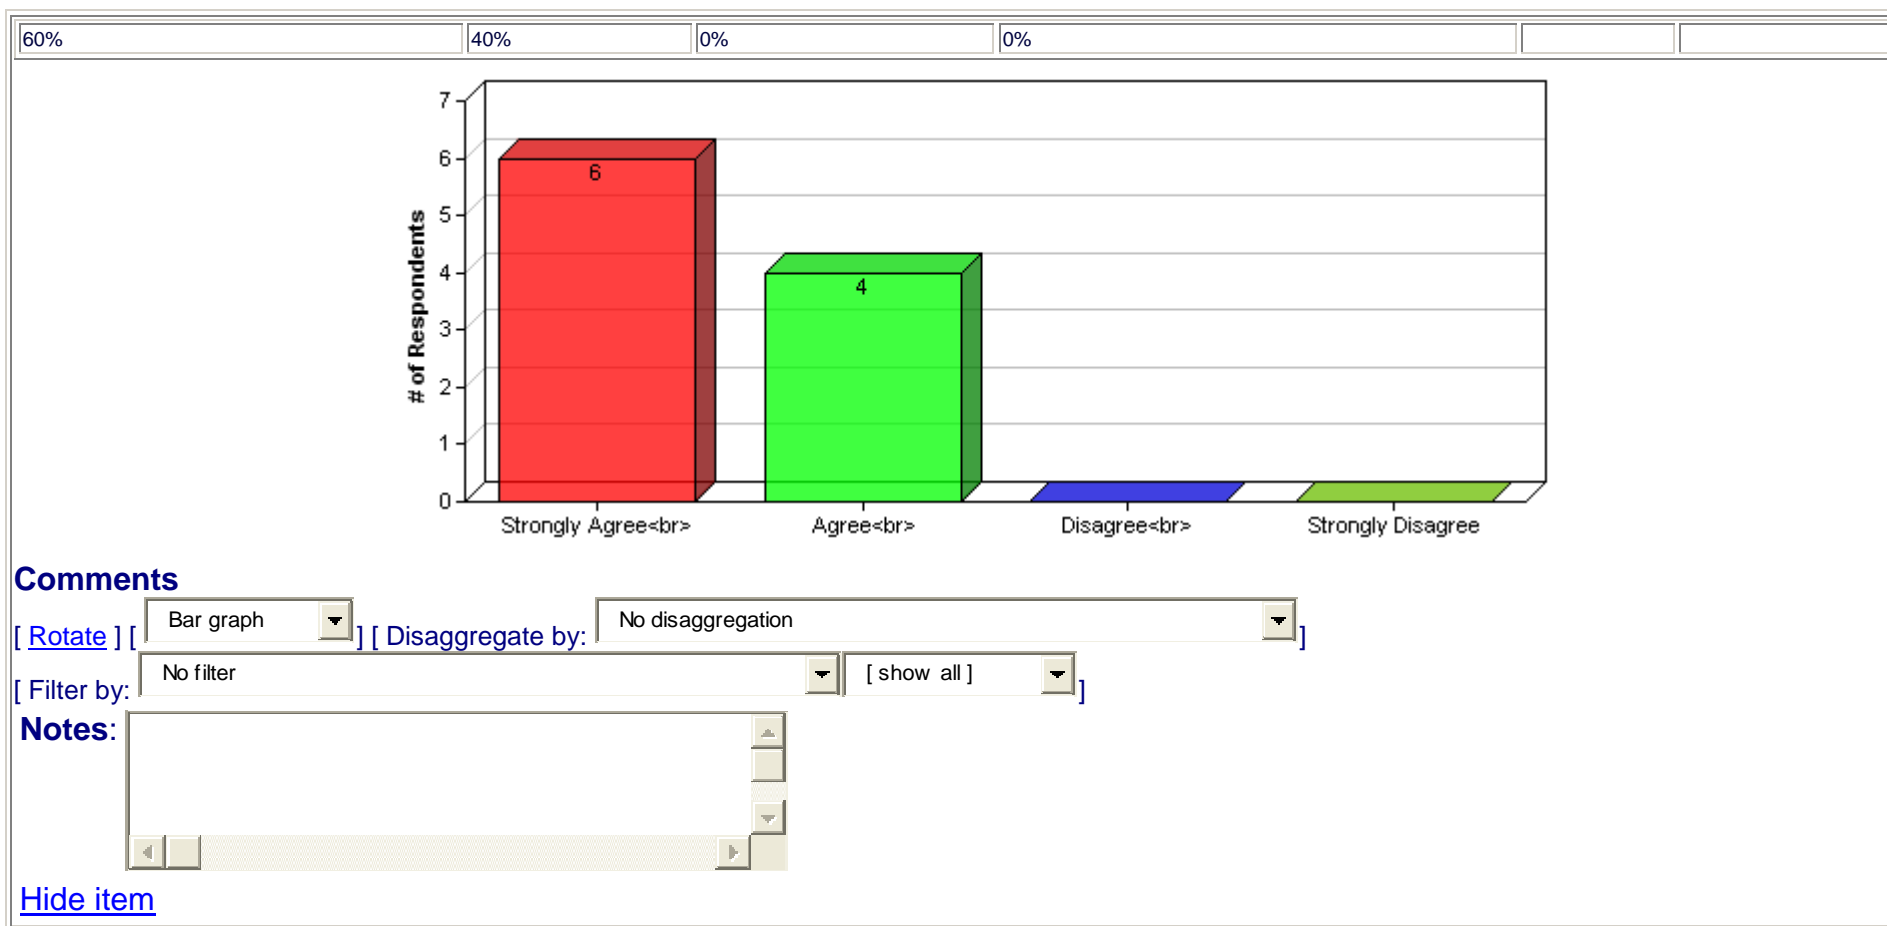 60% 40% 0% 0%
7
6
6
5
4
4
3
2
1
0
# of Respondents
Strongly Agree<br> Agree<br> Disagree<br> Strongly Disagree
Comments
[ Rotate ] [ Bar graph ] [ Disaggregate by: No disaggregation ]
[ Filter by: No filter [ show all ] ]
Notes:
Hide item